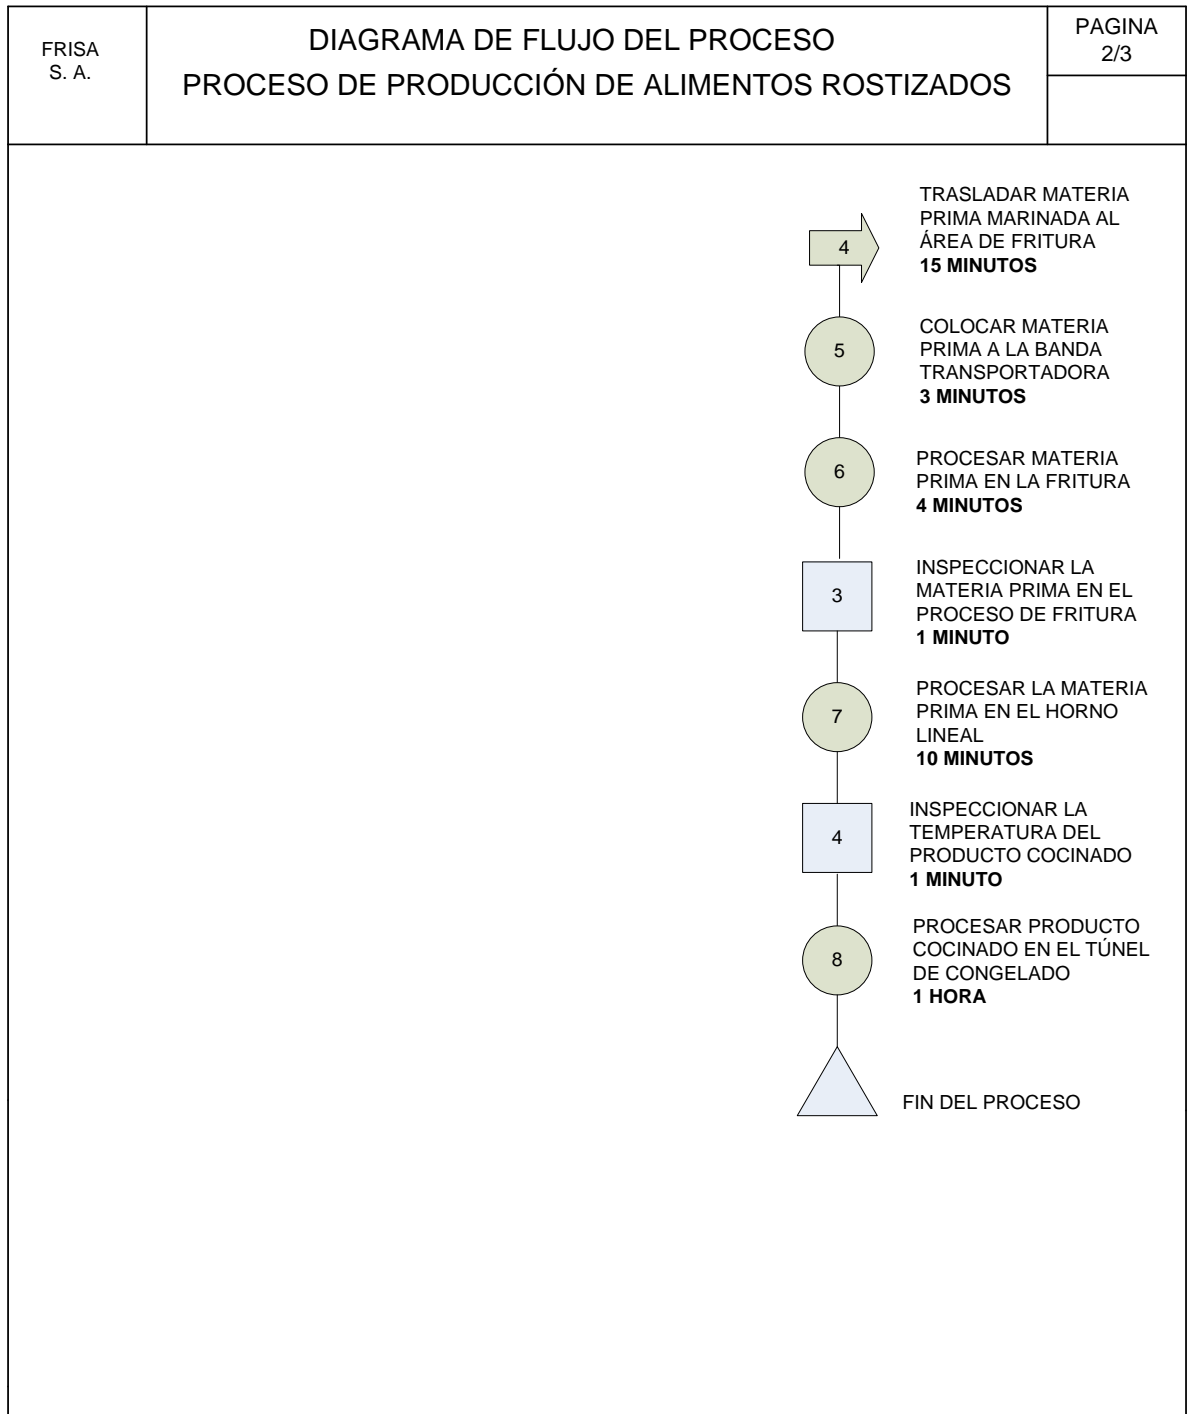 FRISA
S. A.
DIAGRAMA DE FLUJO DEL PROCESO
PROCESO DE PRODUCCIÓN DE ALIMENTOS ROSTIZADOS
PAGINA
2/3
4
TRASLADAR MATERIA
PRIMA MARINADA AL
ÁREA DE FRITURA
15 MINUTOS
5
COLOCAR MATERIA
PRIMA A LA BANDA
TRANSPORTADORA
3 MINUTOS
6
PROCESAR MATERIA
PRIMA EN LA FRITURA
4 MINUTOS
3
INSPECCIONAR LA
MATERIA PRIMA EN EL
PROCESO DE FRITURA
1 MINUTO
7
PROCESAR LA MATERIA
PRIMA EN EL HORNO
LINEAL
10 MINUTOS
4
INSPECCIONAR LA
TEMPERATURA DEL
PRODUCTO COCINADO
1 MINUTO
8
PROCESAR PRODUCTO
COCINADO EN EL TÚNEL
DE CONGELADO
1 HORA
FIN DEL PROCESO